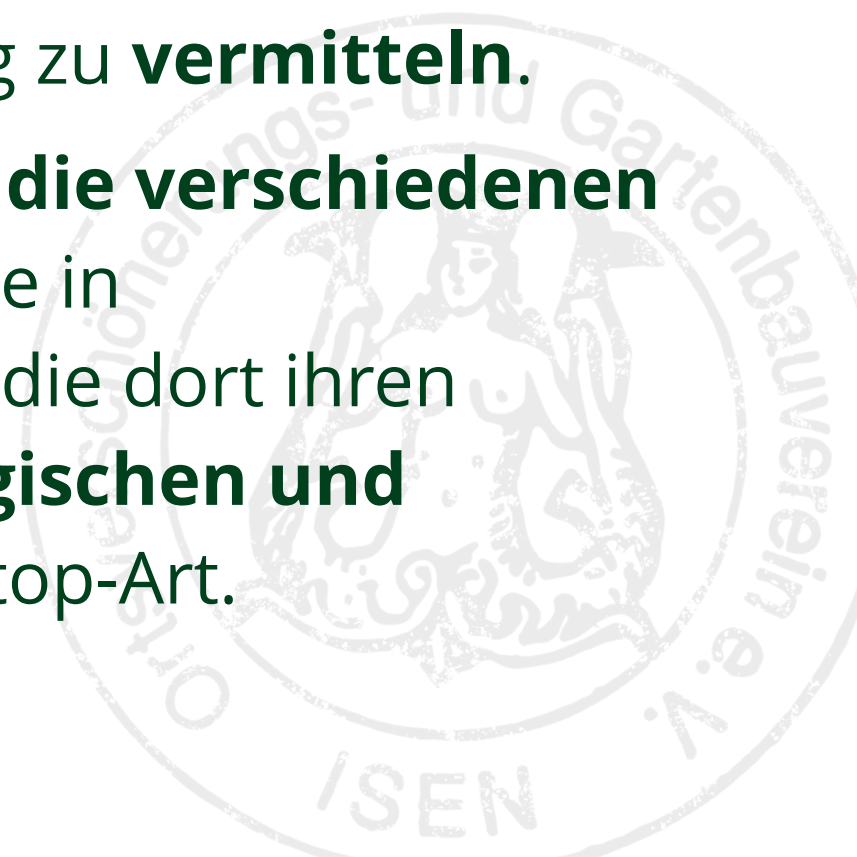 g zu vermitteln.
die verschiedenen
e in
die dort ihren
gischen und
top-Art.
Ortsverschönerungs- und Gartenbauverein e.V.
ISEN